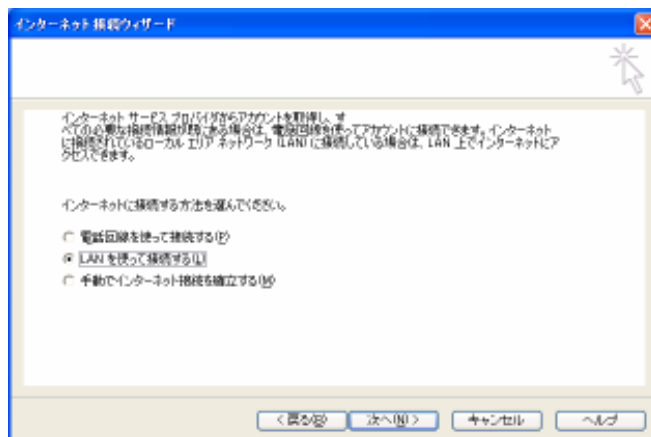 インターネット接続ウィザード
インターネット サービス プロバイダからアカウントを取得し、す
べての必要な接続情報が既にある場合は、電話回線を使ってアカウントに接続できます。インターネット
に接続されているローカル エリア ネットワーク (LAN) に接続している場合は、LAN 上でインターネットにア
クセスできます。
インターネットに接続する方法を選んでください。
電話回線を使って接続する(P)
LAN を使って接続する(L)
手動でインターネット接続を確立する(M)
< 戻る(B)
次へ(N) >
キャンセル
ヘルプ